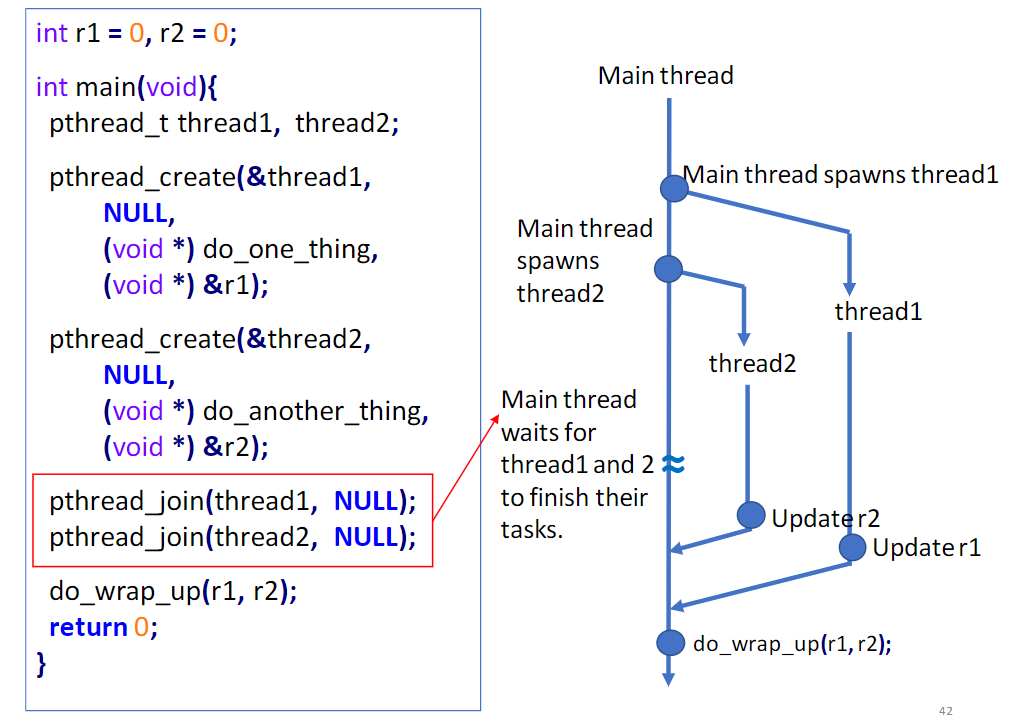 int r1 = 0, r2 = 0;
int main(void){
pthread_t thread1, thread2;
pthread_create(&thread1,
NULL,
(void *) do_one_thing,
(void *) &r1);
pthread_create(&thread2,
NULL,
(void *) do_another_thing,
(void *) &r2);
pthread_join(thread1, NULL);
pthread_join(thread2, NULL);
do_wrap_up(r1, r2);
return 0;
}
Main thread
Main thread spawns thread1
Main thread
spawns
thread2
thread1
thread2
Main thread
waits for
thread1 and 2
to finish their
tasks.
Update r2
Update r1
do_wrap_up(r1, r2);
42